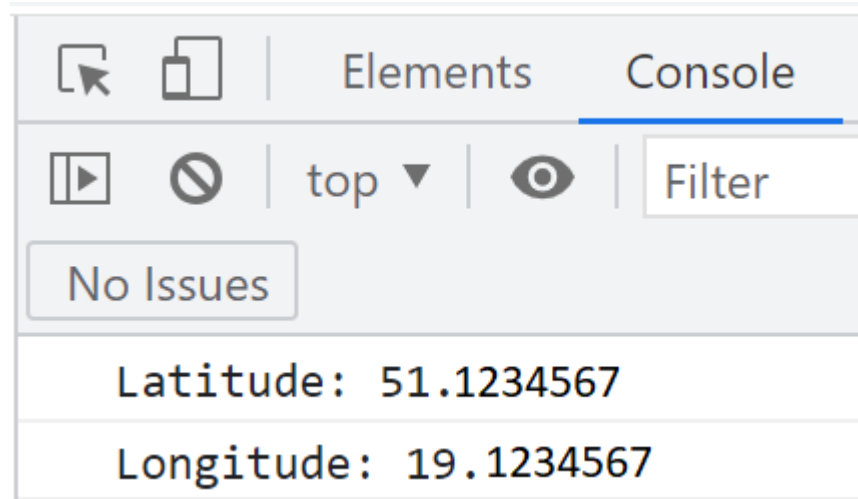 Elements Console
top Filter
No Issues
Latitude: 51.1234567
Longitude: 19.1234567